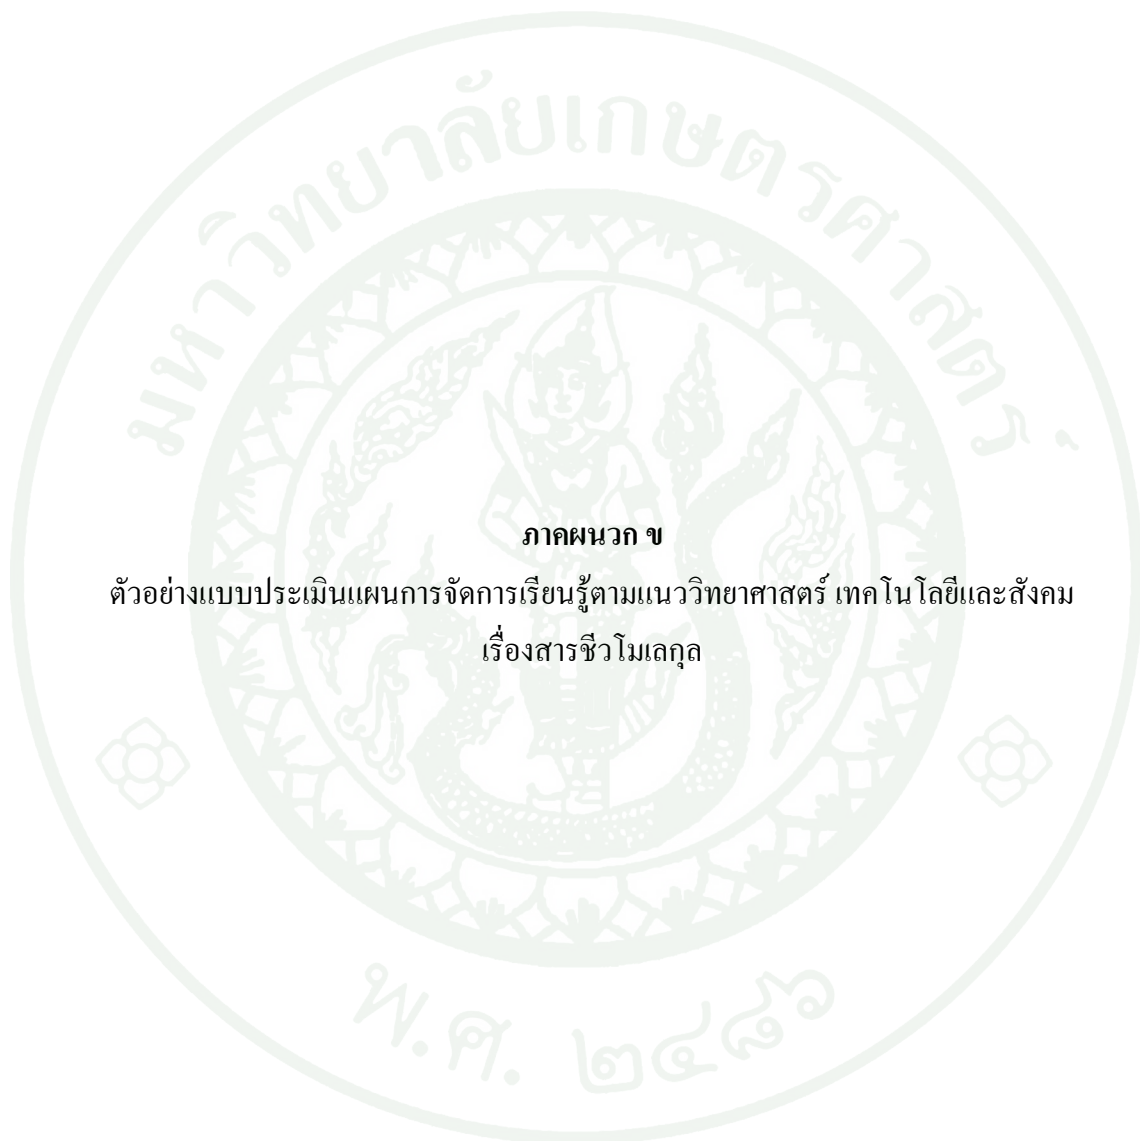 มหาวิทยาลัยเกษตรศาสตร์
ภาคผนวก ข
ตัวอย่างแบบประเมินแผนการจัดการเรียนรู้ตามแนววิทยาศาสตร์ เทคโนโลยีและสังคม
เรื่องสารชีวโมเลกุล
พ.ศ. ๒๔๘๖